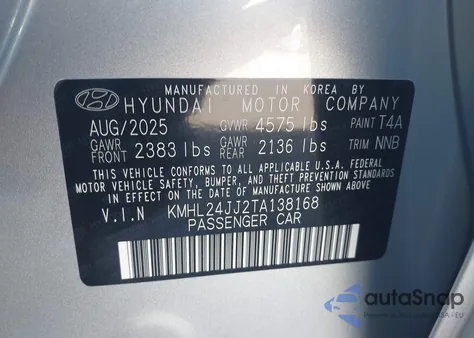 MANUFACTURED IN KOREA BY
HYUNDAI MOTOR COMPANY
AUG/2025 GVWR 4575 lbs PAINT T4A
GAWR FRONT 2383 lbs GAWR REAR 2136 lbs TRIM NNB
THIS VEHICLE CONFORMS TO ALL APPLICABLE U.S.A. FEDERAL
MOTOR VEHICLE SAFETY, BUMPER, AND THEFT PREVENTION STANDARDS
IN EFFECT ON THE DATE OF MANUFACTURE SHOWN ABOVE.
V.I.N KMHL24JJ2TA138168
PASSENGER CAR
autoSnap